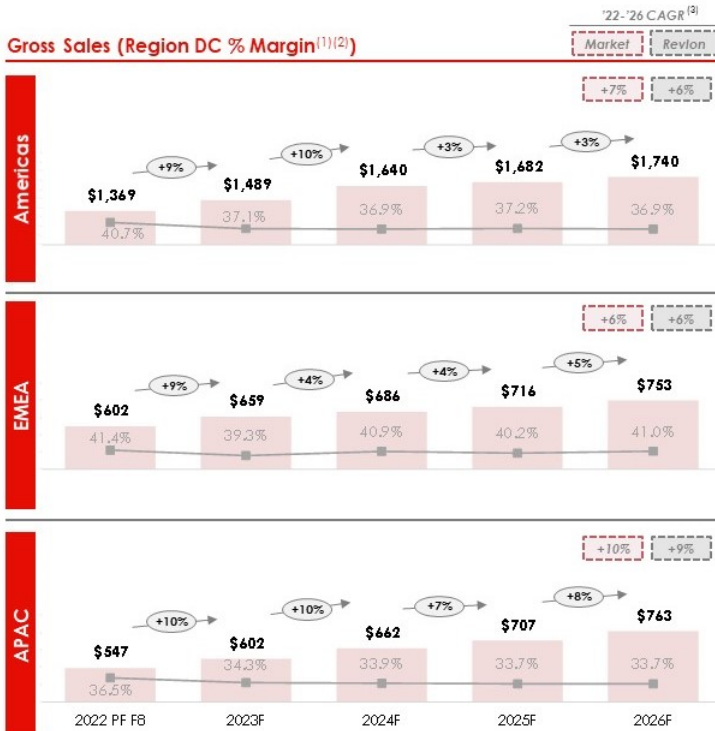 '22-'26 CAGR (3)
Gross Sales (Region DC % Margin(1)(2))
Market Revlon
Americas
+7% +6%
+9% +10% +3% +3%
$1,369 $1,489 $1,640 $1,682 $1,740
40.7% 37.1% 36.9% 37.2% 36.9%
EMEA
+6% +6%
+9% +4% +4% +5%
$602 $659 $686 $716 $753
41.4% 39.3% 40.9% 40.2% 41.0%
APAC
+10% +9%
+10% +10% +7% +8%
$547 $602 $662 $707 $763
36.5% 34.3% 33.9% 33.7% 33.7%
2022 PF F8 2023F 2024F 2025F 2026F